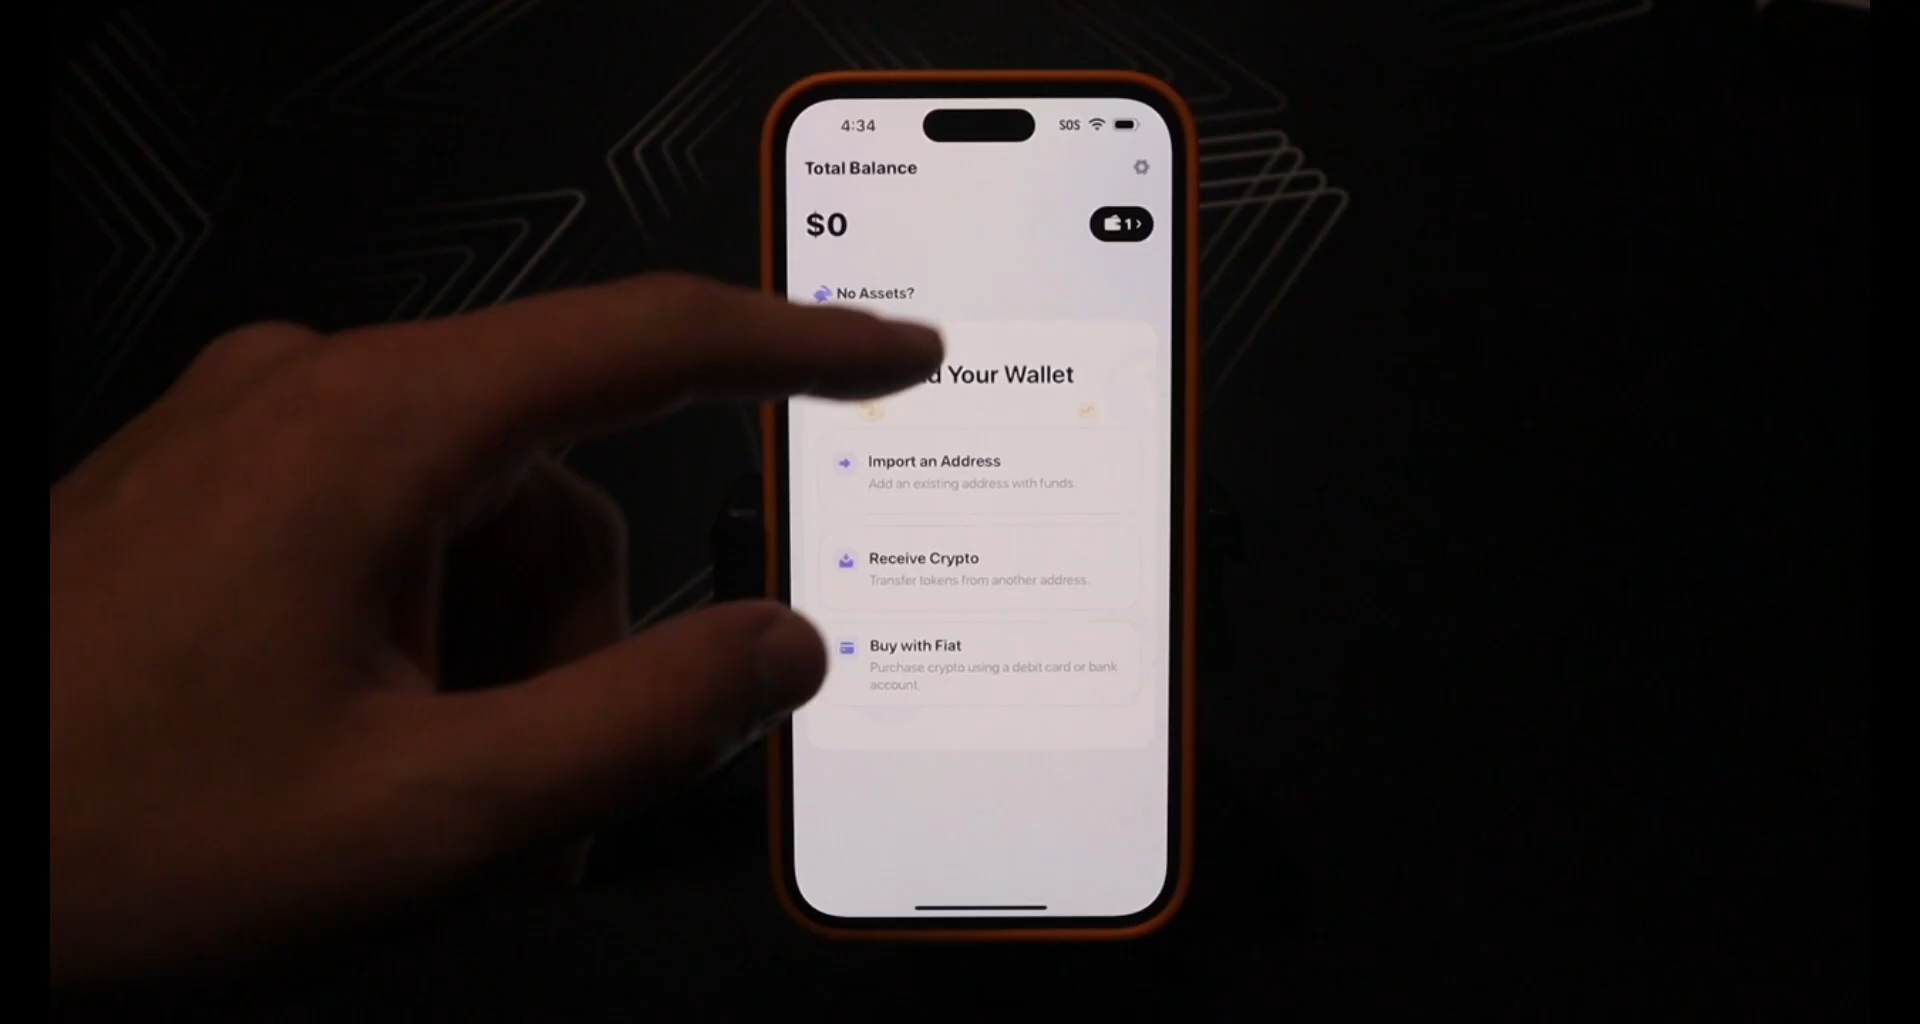 4:34 SOS
Total Balance
$0
1 ›
No Assets?
Your Wallet
Import an Address
Add an existing address with funds.
Receive Crypto
Transfer tokens from another address.
Buy with Fiat
Purchase crypto using a debit card or bank
account.